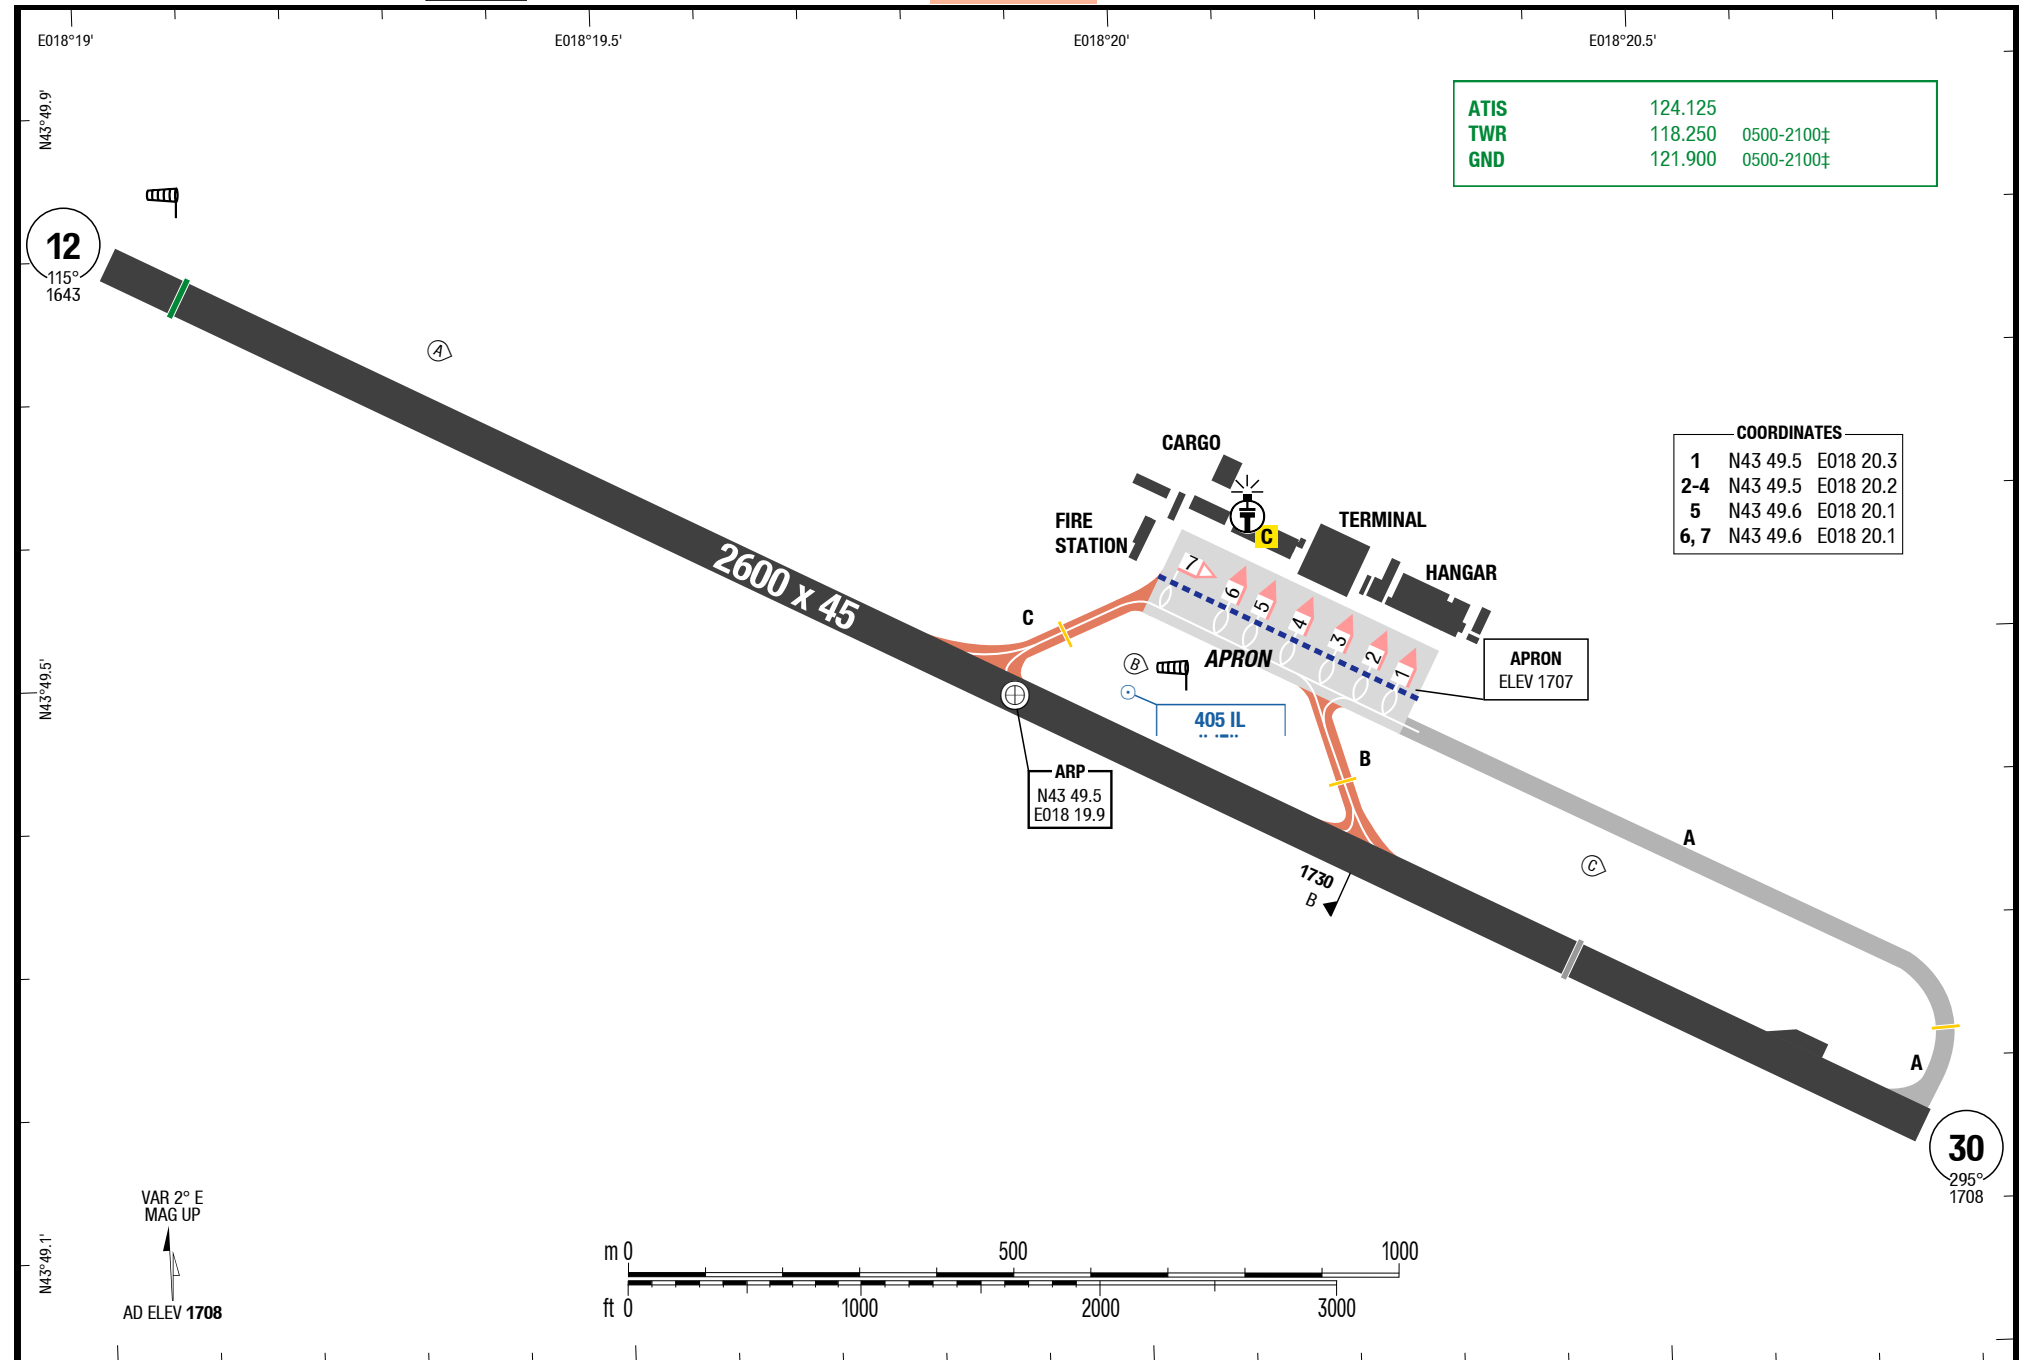 E018°19' E018°19.5' E018°20' E018°20.5'
N43°49.9'
ATIS 124.125
TWR 118.250 0500-2100‡
GND 121.900 0500-2100‡
12
115°
1643
A
COORDINATES
1 N43 49.5 E018 20.3
2-4 N43 49.5 E018 20.2
5 N43 49.6 E018 20.1
6, 7 N43 49.6 E018 20.1
CARGO
FIRE
STATION
C
TERMINAL
HANGAR
2600 x 45
7
6
5
4
3
2
1
C
B
APRON
APRON
ELEV 1707
N43°49.5'
405 IL
B
ARP
N43 49.5
E018 19.9
A
C
1730
B
A
30
295°
1708
VAR 2° E
MAG UP
N43°49.1'
AD ELEV 1708
m 0 500 1000
ft 0 1000 2000 3000